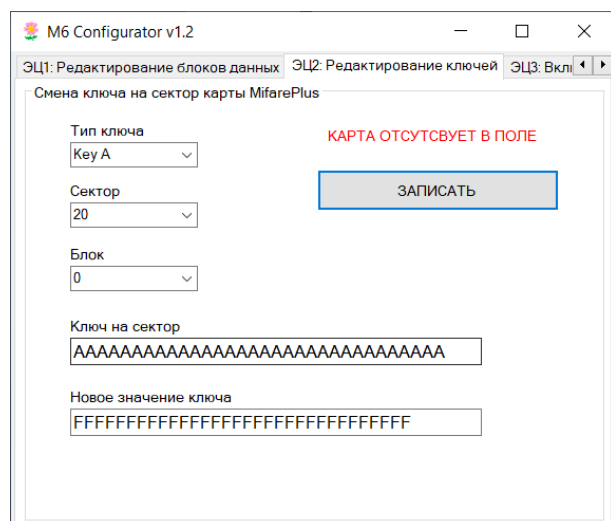 M6 Configurator v1.2
ЭЦ1: Редактирование блоков данных ЭЦ2: Редактирование ключей ЭЦ3: Вклı
Смена ключа на сектор карты MifarePlus
Тип ключа
КАРТА ОТСУТСВУЕТ В ПОЛЕ
Key A
ЗАПИСАТЬ
Сектор
20
Блок
0
Ключ на сектор
AAAAAAAAAAAAAAAAAAAAAAAAAAAAAAAA
Новое значение ключа
FFFFFFFFFFFFFFFFFFFFFFFFFFFFFFFF